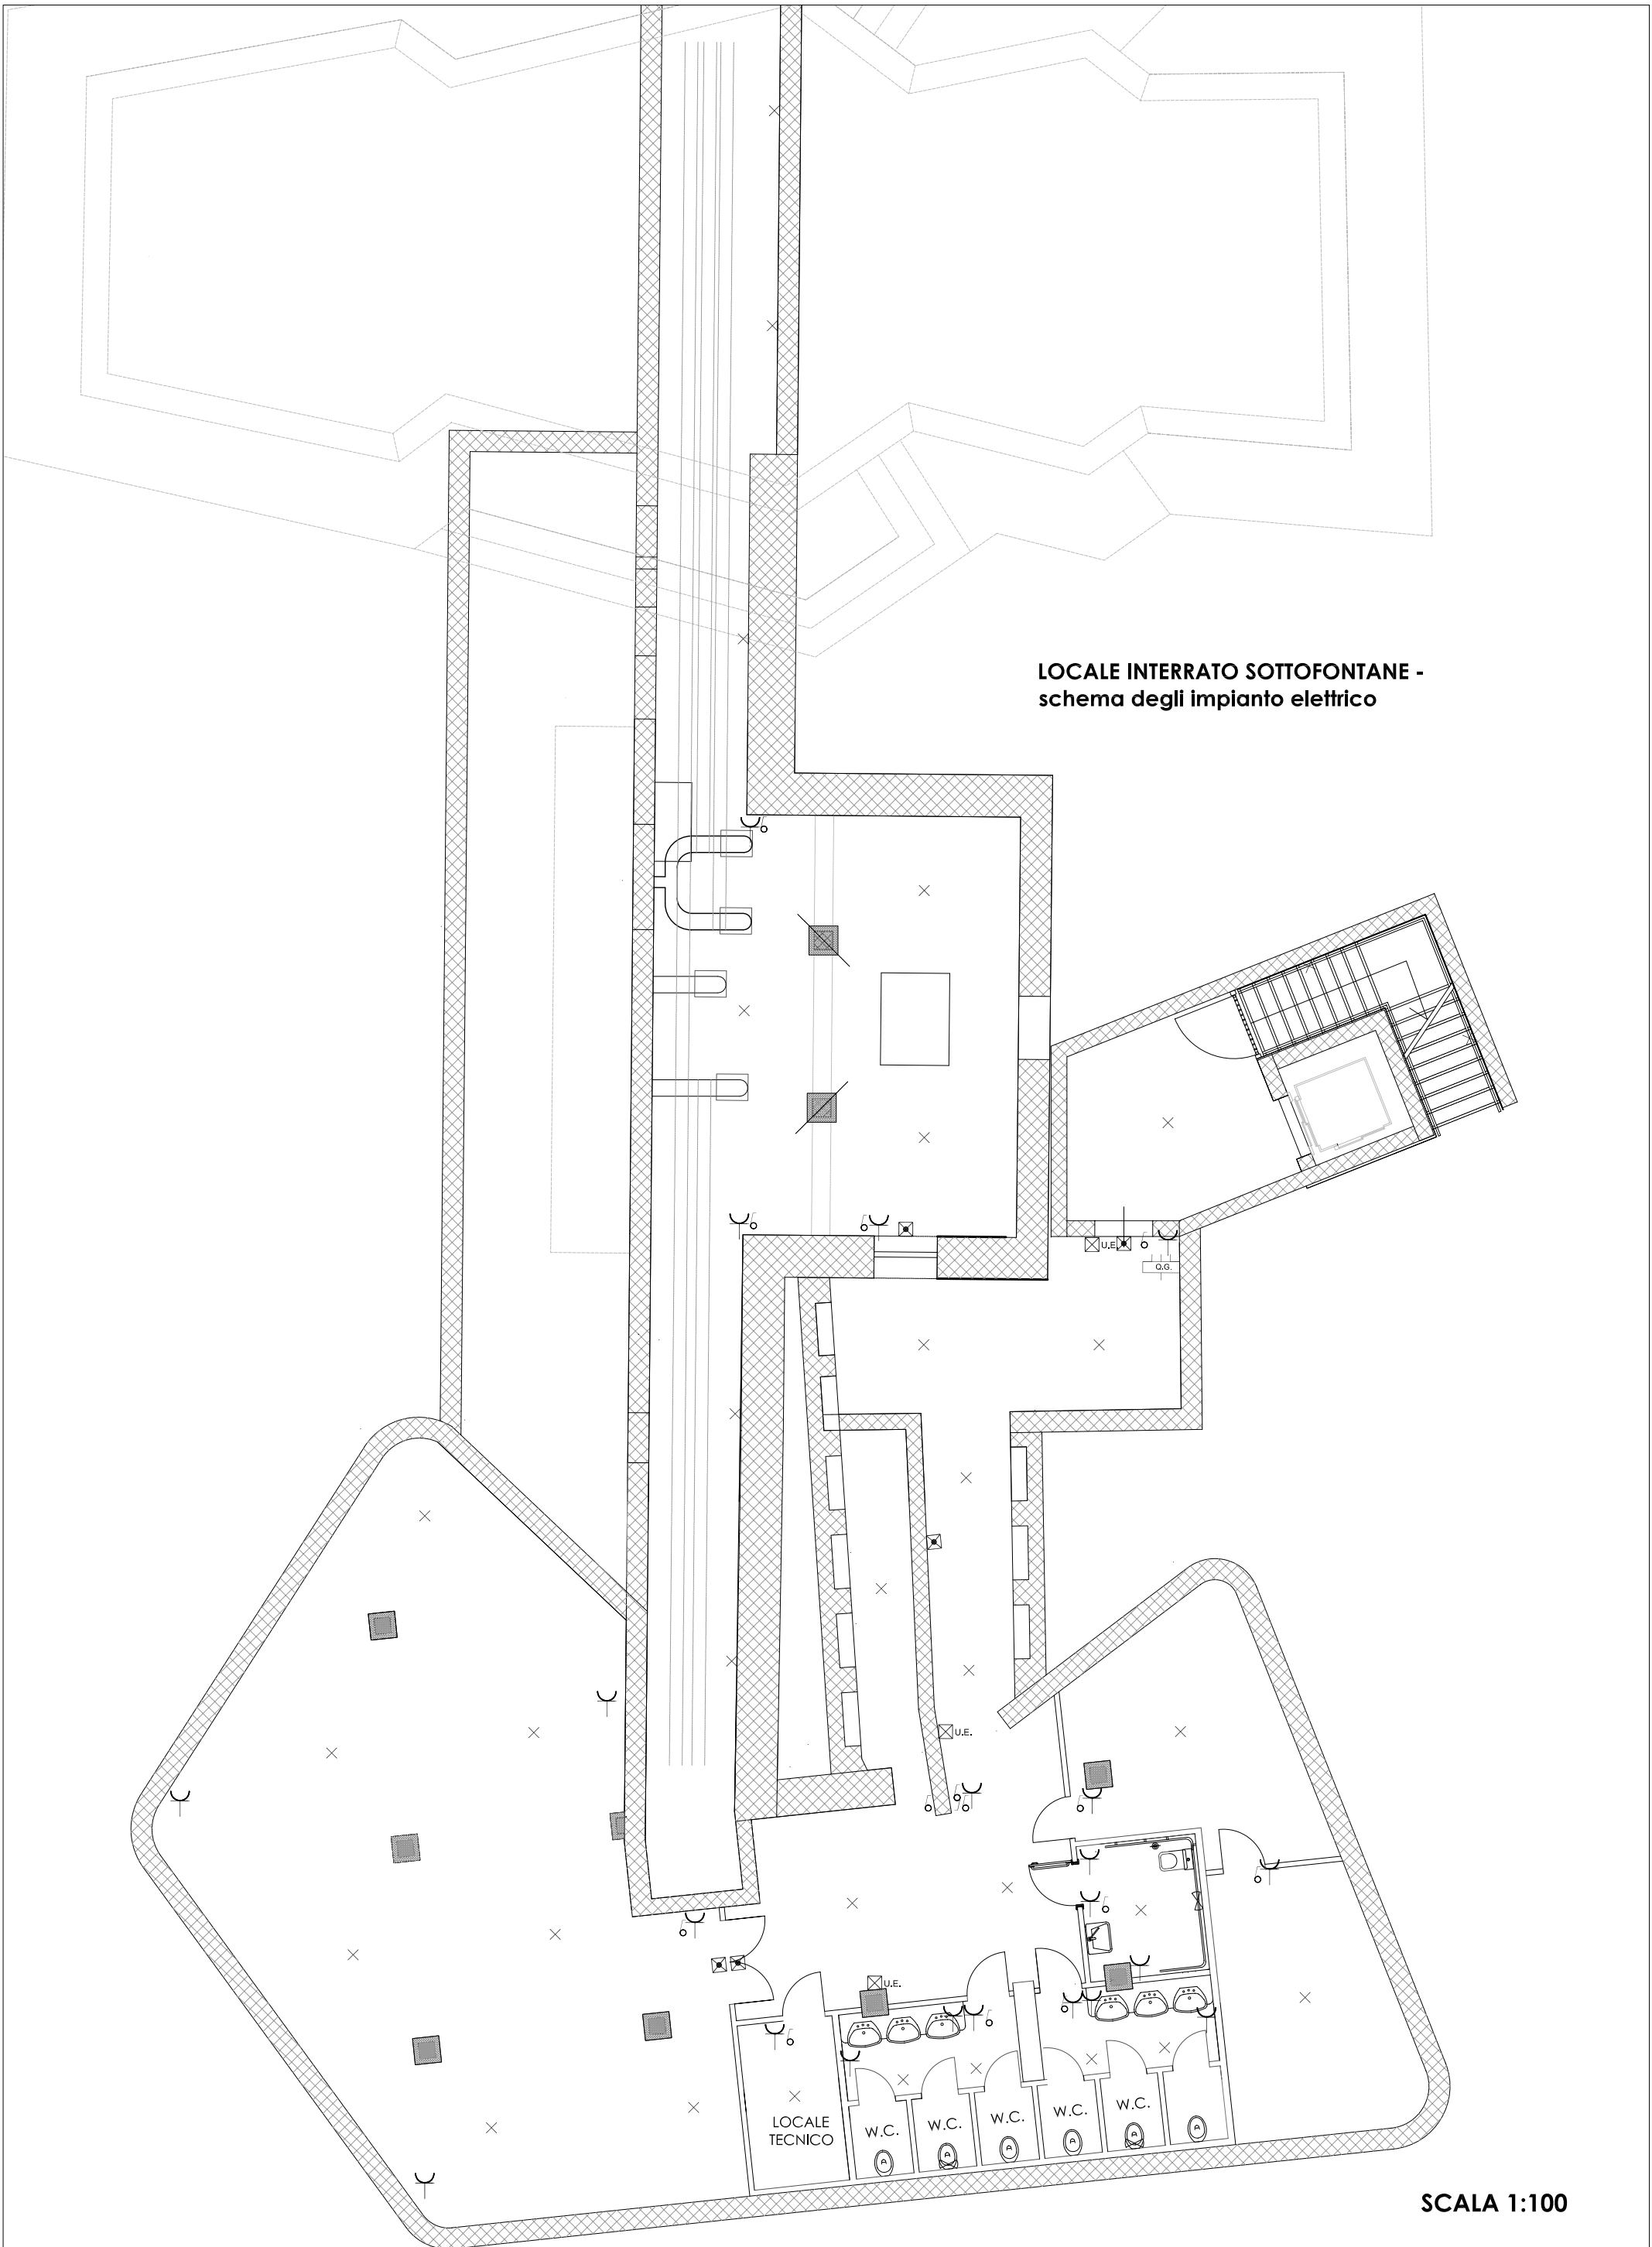 LOCALE INTERRATO SOTTOFONTANE -
schema degli impianto elettrico
U.E.
Q.G.
U.E.
U.E.
LOCALE
TECNICO
W.C.
W.C.
W.C.
W.C.
W.C.
A
A
A
A
A
A
SCALA 1:100